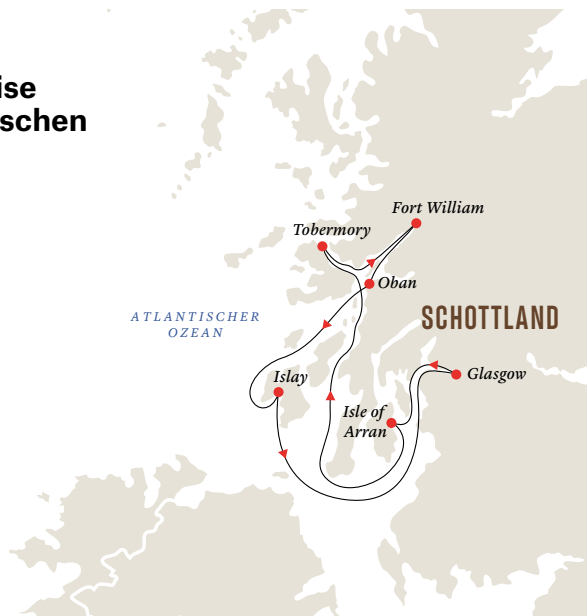 ise
schen
Fort William
Tobermory
Oban
ATLANTISCHER
OZEAN
SCHOTTLAND
Islay
Glasgow
Isle of
Arran